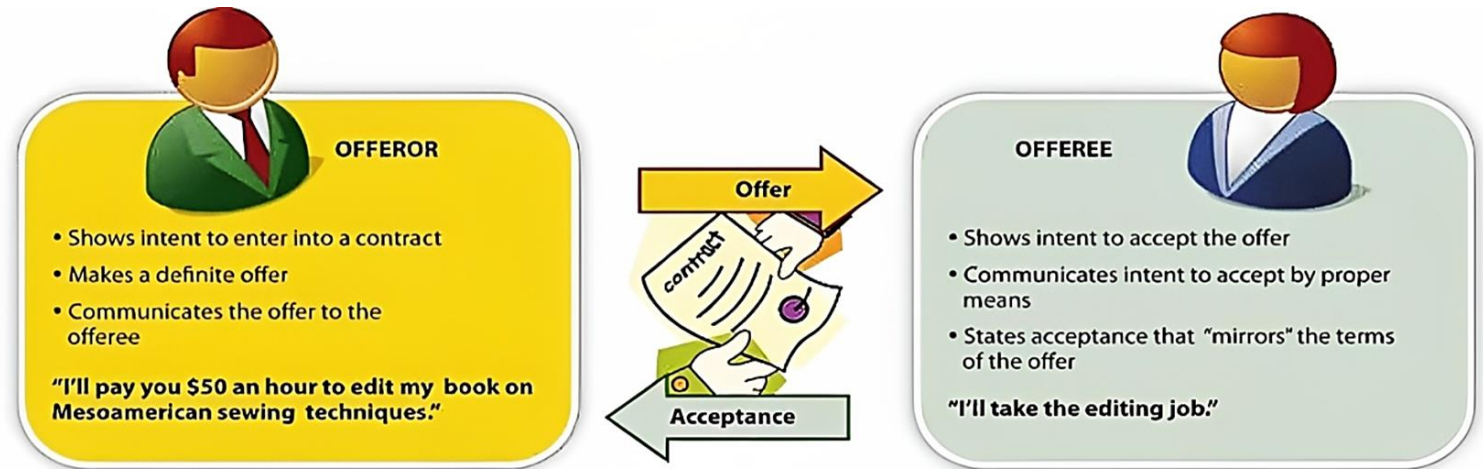 OFFEROR
• Shows intent to enter into a contract
• Makes a definite offer
• Communicates the offer to the
offeree
"I'll pay you $50 an hour to edit my book on
Mesoamerican sewing techniques."
Offer
contract
Acceptance
OFFEREE
• Shows intent to accept the offer
• Communicates intent to accept by proper
means
• States acceptance that "mirrors" the terms
of the offer
"I'll take the editing job."